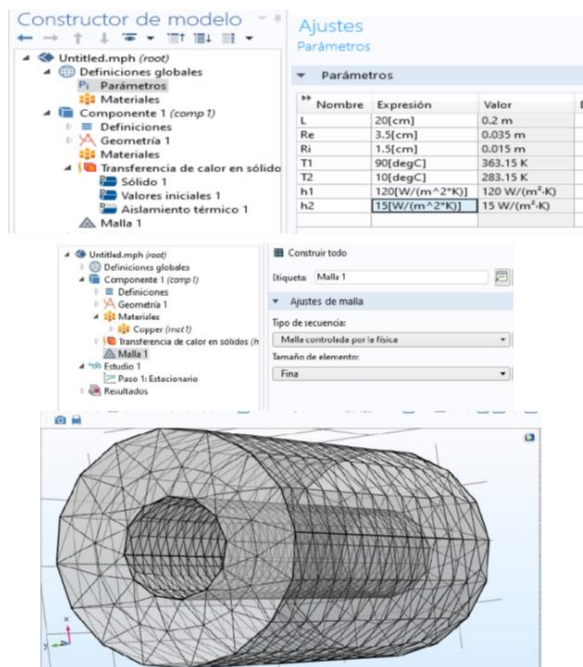 Constructor de modelo
Untitled.mph (root)
Definiciones globales
Pi Parámetros
Materiales
Componente 1 (comp 1)
Definiciones
Geometría 1
Materiales
Transferencia de calor en sólido
Sólido 1
Valores iniciales 1
Aislamiento térmico 1
Malla 1
Ajustes
Parámetros
Parámetros
Nombre Expresión Valor
L 20[cm] 0.2 m
Re 3.5[cm] 0.035 m
Ri 1.5[cm] 0.015 m
T1 90[degC] 363.15 K
T2 10[degC] 283.15 K
h1 120[W/(m^2*K)] 120 W/(m²·K)
h2 15[W/(m^2*K)] 15 W/(m²·K)
Untitled.mph (root)
Definiciones globales
Componente 1 (comp 1)
Definiciones
Geometría 1
Materiales
Copper (mat1)
Transferencia de calor en sólidos (h
Malla 1
Estudio 1
Paso 1: Estacionario
Resultados
Construir todo
Etiqueta: Malla 1
Ajustes de malla
Tipo de secuencia:
Malla controlada por la física
Tamaño de elemento:
Fina
x
y